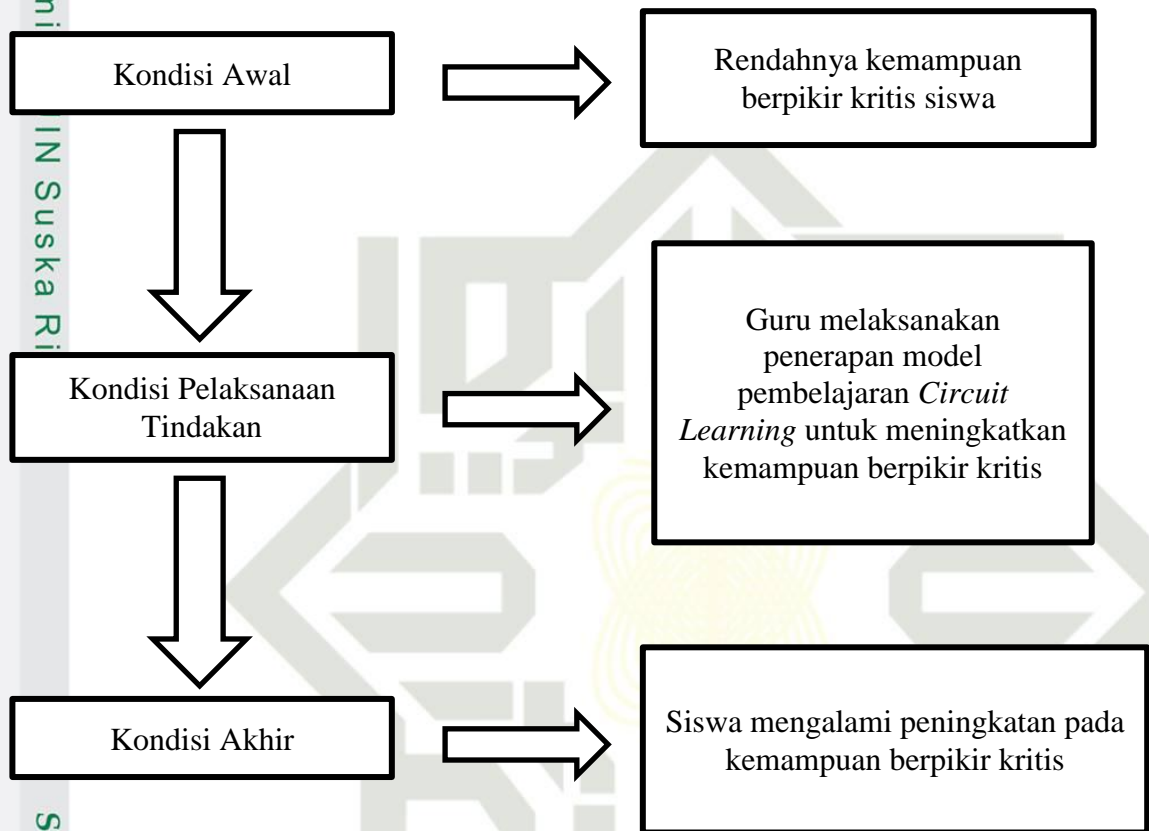 Kondisi Awal
Rendahnya kemampuan
berpikir kritis siswa
Kondisi Pelaksanaan
Tindakan
Guru melaksanakan
penerapan model
pembelajaran Circuit
Learning untuk meningkatkan
kemampuan berpikir kritis
Kondisi Akhir
Siswa mengalami peningkatan pada
kemampuan berpikir kritis
Suska